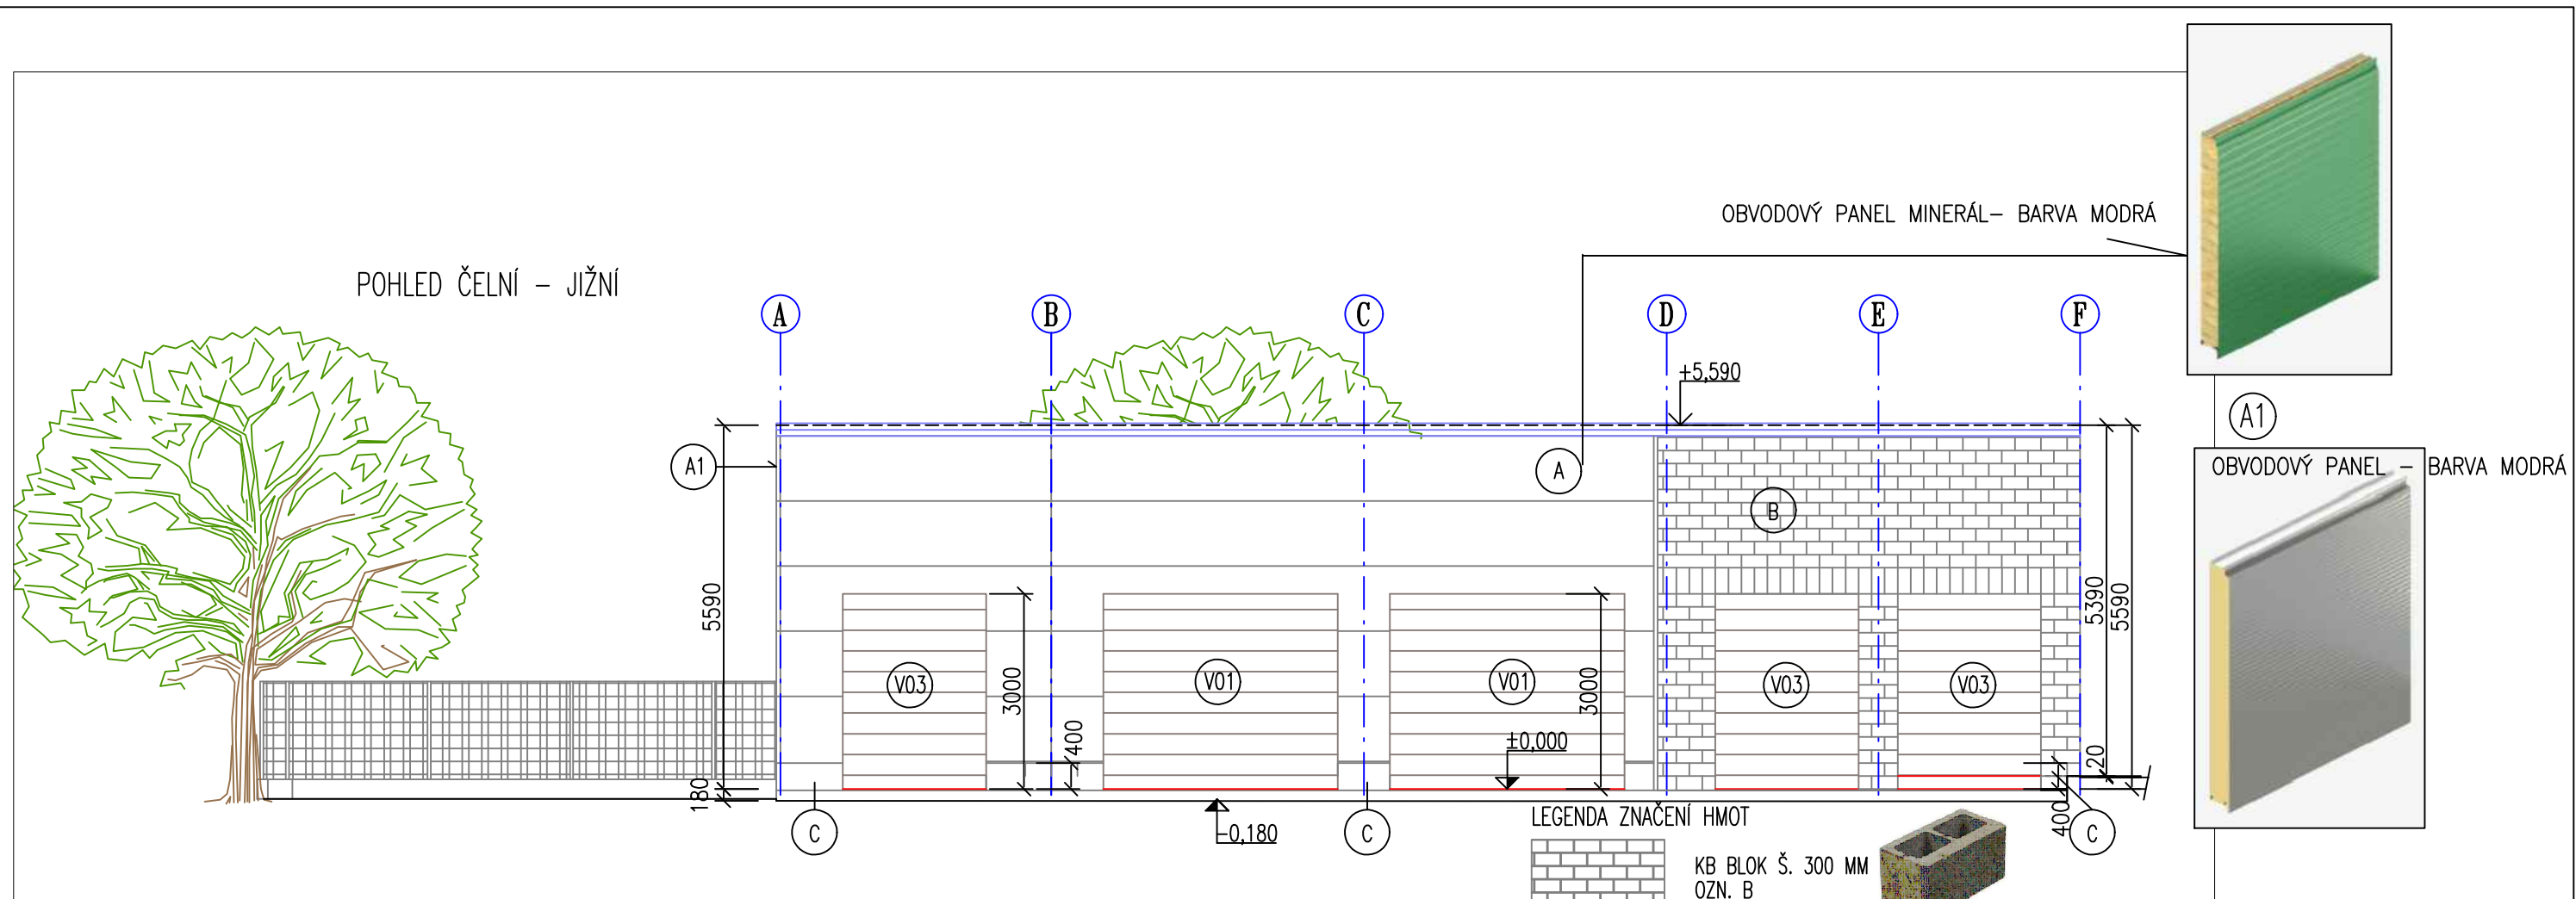 OBVODOVÝ PANEL MINERÁL- BARVA MODRÁ
POHLED ČELNÍ - JIŽNÍ
A
B
C
D
E
F
+5,590
A1
A1
A
OBVODOVÝ PANEL - BARVA MODRÁ
B
5590
5390
5590
V03
V01
V01
V03
V03
3000
3000
400
±0,000
20
180
400
C
-0,180
C
C
LEGENDA ZNAČENÍ HMOT
KB BLOK Š. 300 MM
OZN. B